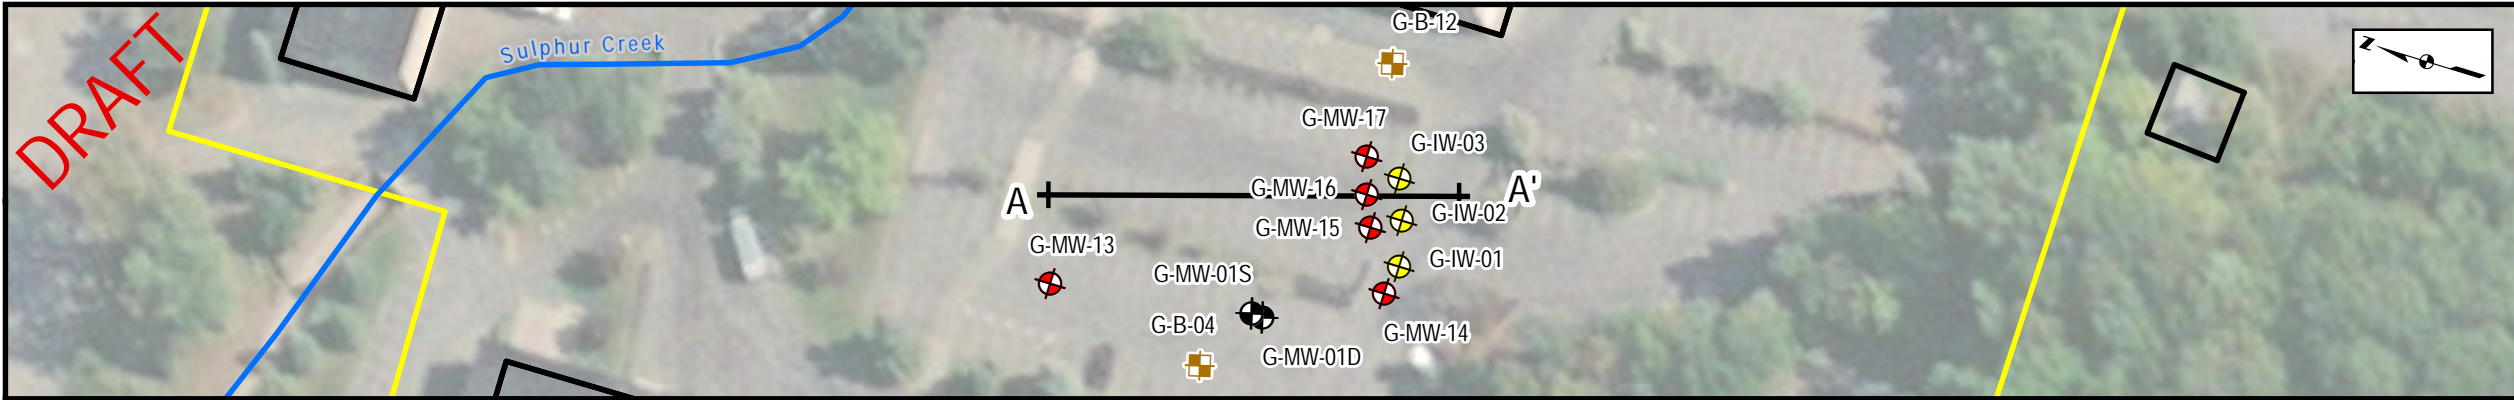 DRAFT
Sulphur Creek
G-B-12
G-MW-17
G-IW-03
G-MW-16
A
A'
G-IW-02
G-MW-15
G-MW-13
G-IW-01
G-MW-01S
G-B-04
G-MW-14
G-MW-01D
N